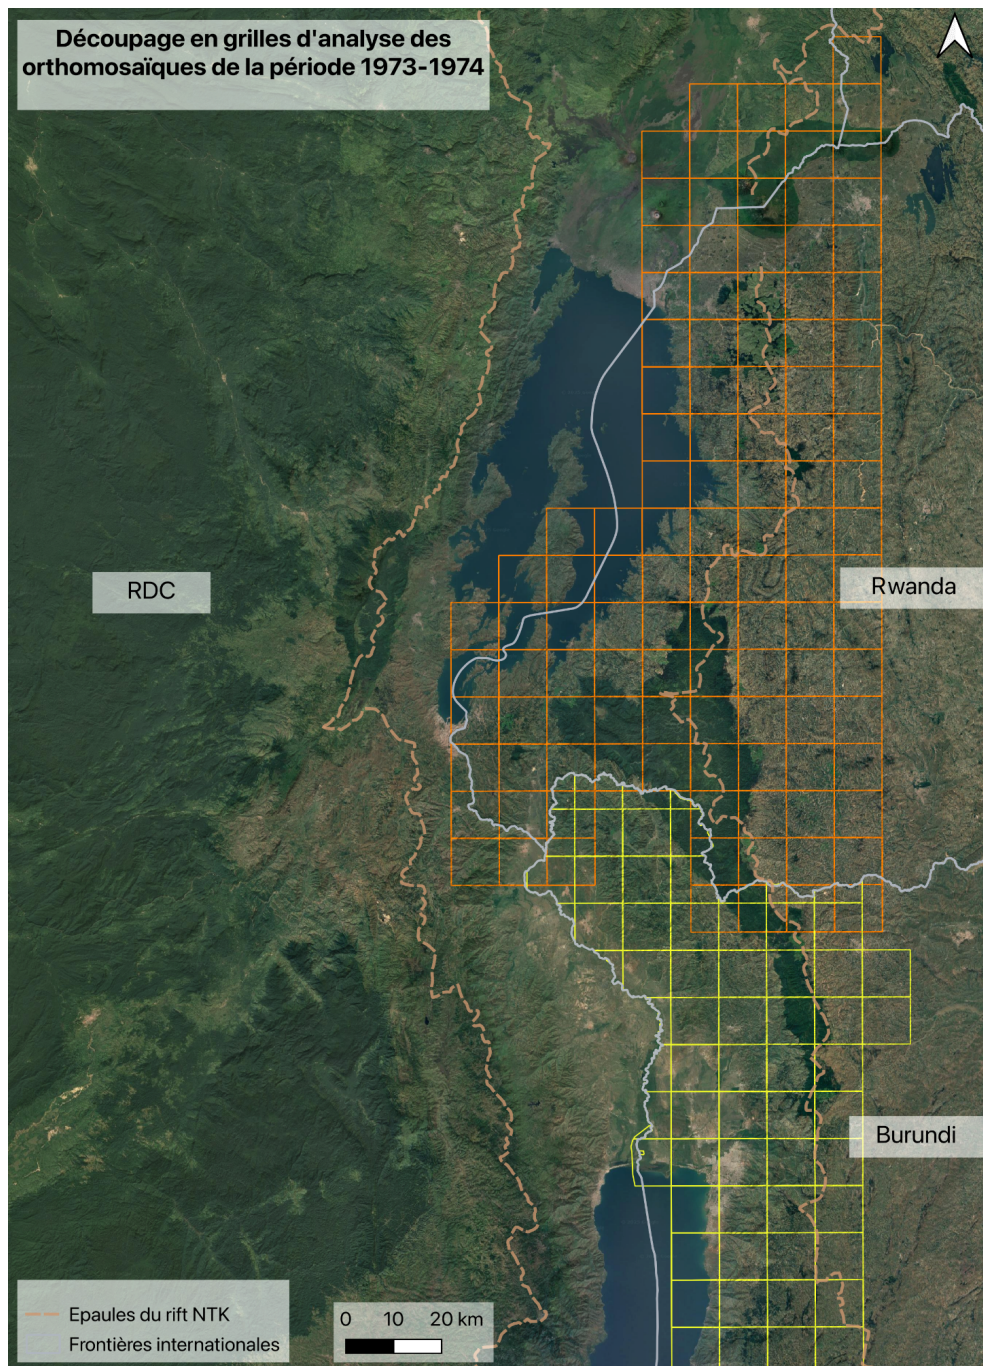 Découpage en grilles d'analyse des
orthomosaïques de la période 1973-1974
RDC
Rwanda
Burundi
Epaules du rift NTK
Frontières internationales
0 10 20 km